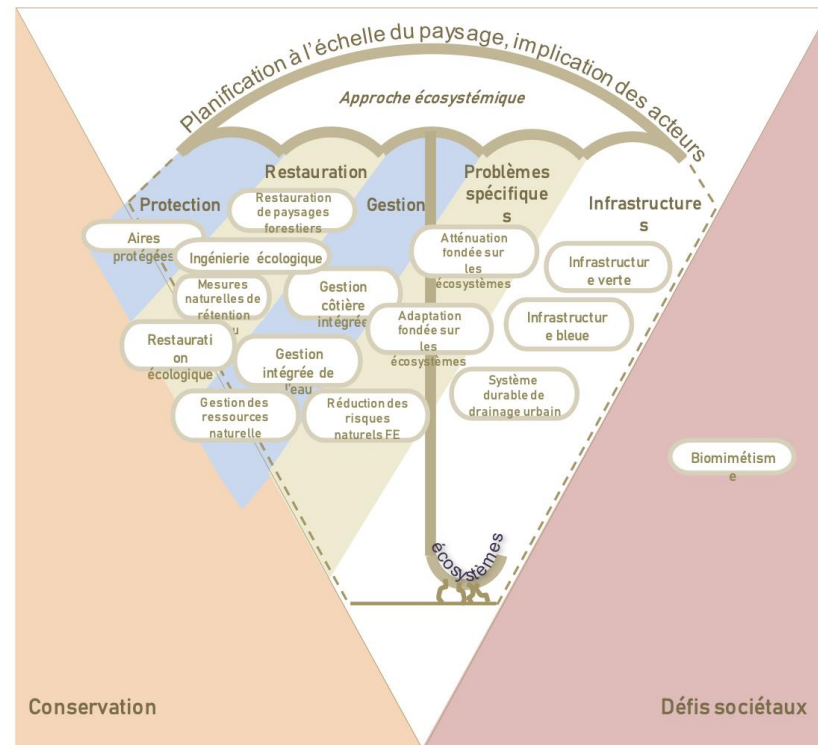 Planification à l'échelle du paysage, implication des acteurs
Approche écosystémique
Protection
Restauration
Gestion
Problèmes
spécifique
s
Infrastructure
s
Restauration
de paysages
forestiers
Aires
protégées
Ingénierie écologique
Mesures
naturelles de
rétention
Restaurati
on
écologique
Gestion
côtière
intégrée
Gestion
intégrée de
l'eau
Gestion des
ressources
naturelle
Réduction des
risques
naturels FE
Atténuation
fondée sur
les
écosystèmes
Adaptation
fondée sur
les
écosystèmes
Infrastructur
e verte
Infrastructur
e bleue
Système
durable de
drainage urbain
Biomimétism
e
écosystèmes
Conservation
Défis sociétaux